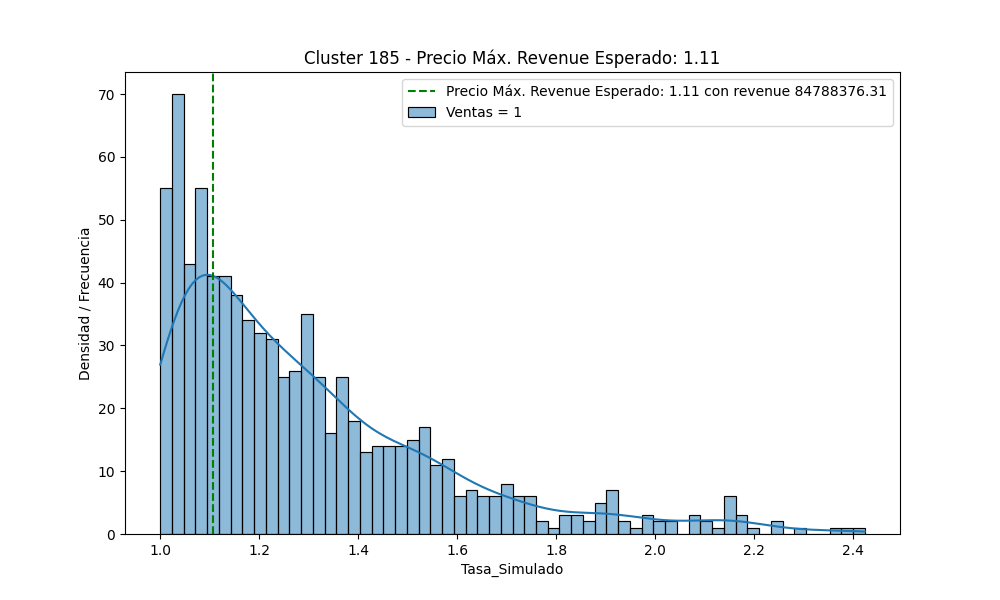 Cluster 185 - Precio Máx. Revenue Esperado: 1.11
Precio Máx. Revenue Esperado: 1.11 con revenue 84788376.31
Ventas = 1
Densidad / Frecuencia
70
60
50
40
30
20
10
0
1.0 1.2 1.4 1.6 1.8 2.0 2.2 2.4
Tasa_Simulado